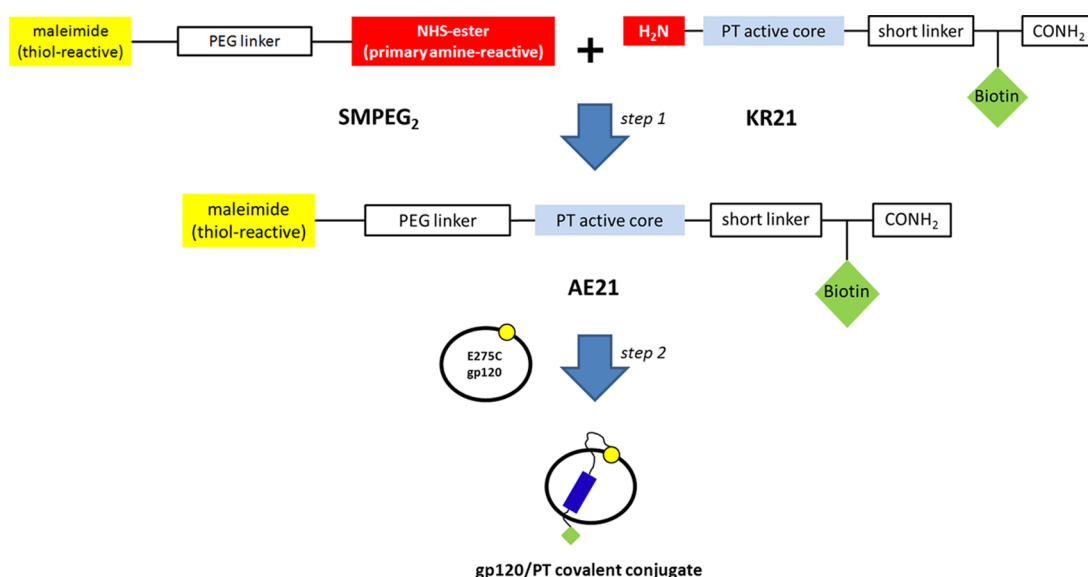 maleimide
(thiol-reactive)
PEG linker
NHS-ester
(primary amine-reactive)
+
H₂N
PT active core
short linker
CONH₂
Biotin
SMPEG₂
step 1
KR21
maleimide
(thiol-reactive)
PEG linker
PT active core
short linker
CONH₂
Biotin
AE21
E275C
gp120
step 2
gp120/PT covalent conjugate